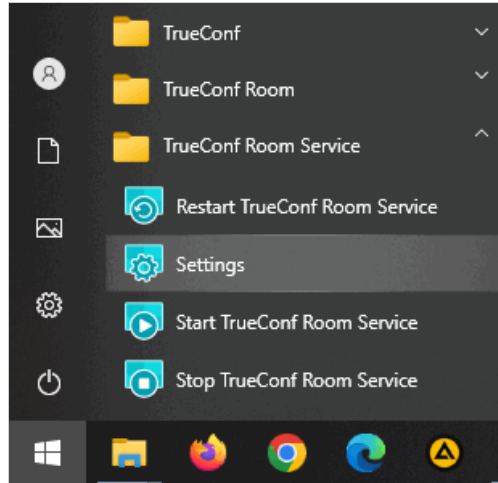 TrueConf
TrueConf Room
TrueConf Room Service
Restart TrueConf Room Service
Settings
Start TrueConf Room Service
Stop TrueConf Room Service